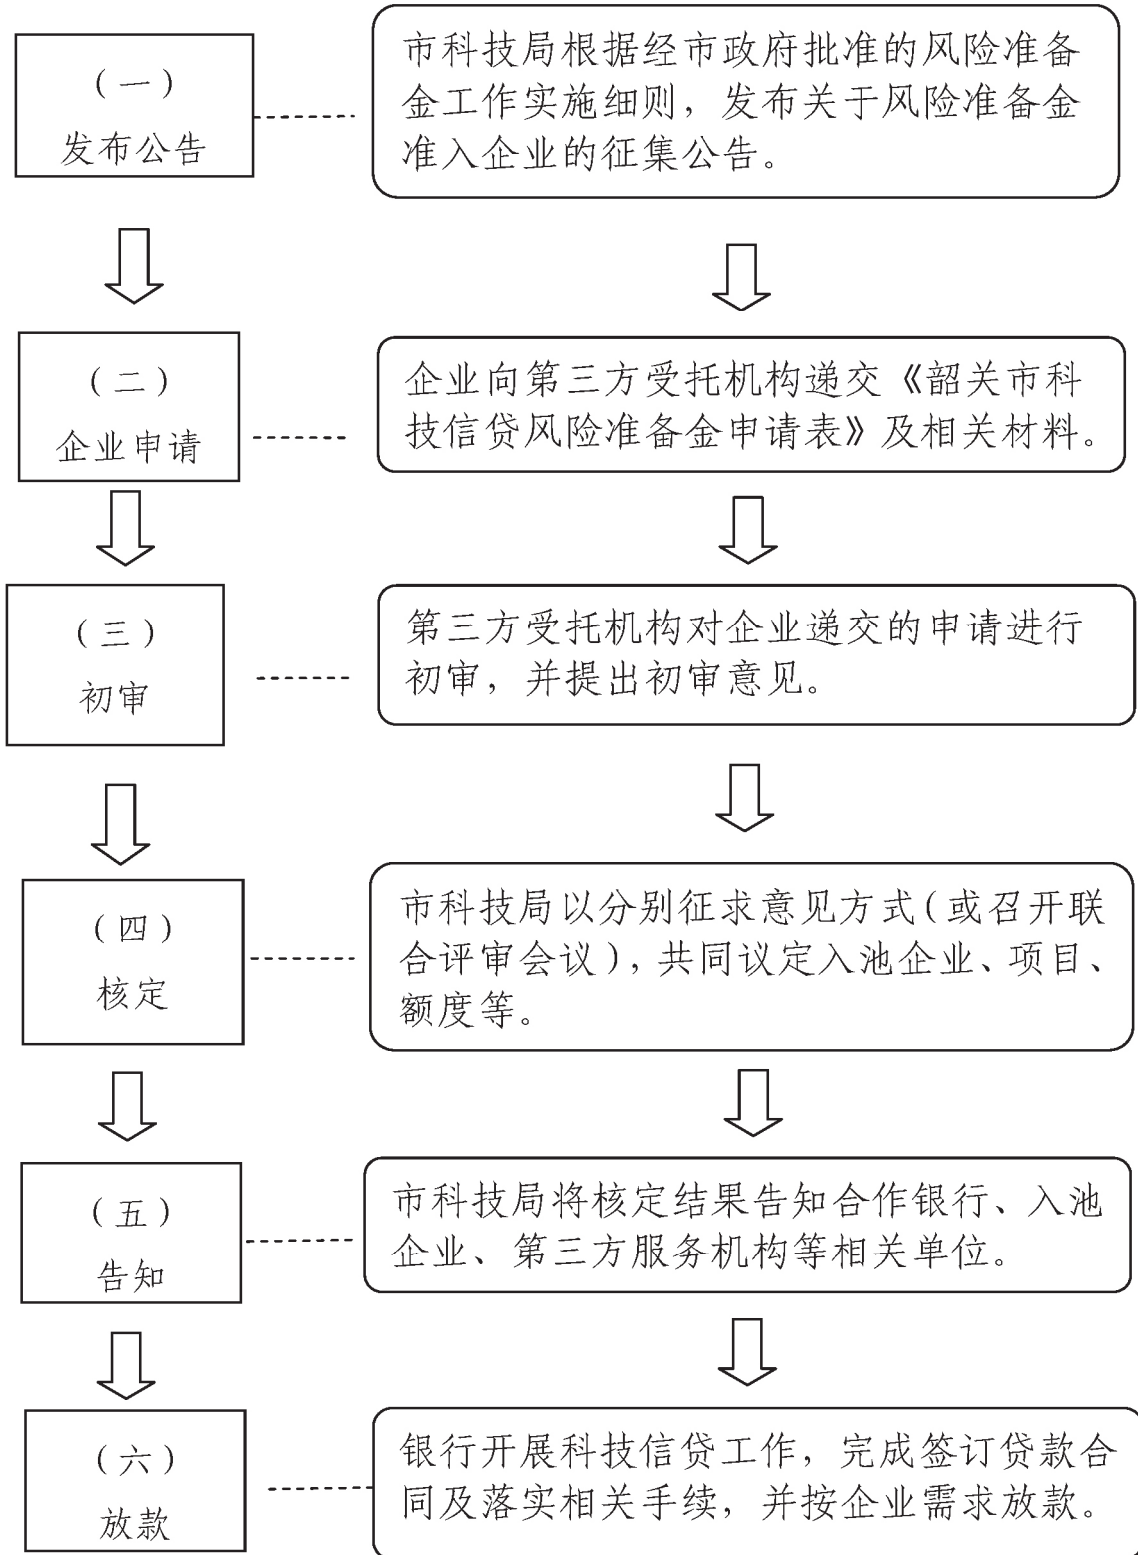 （一）
发布公告
市科技局根据经市政府批准的风险准备
金工作实施细则，发布关于风险准备金
准入企业的征集公告。
（二）
企业申请
企业向第三方受托机构递交《韶关市科
技信贷风险准备金申请表》及相关材料。
（三）
初审
第三方受托机构对企业递交的申请进行
初审，并提出初审意见。
（四）
核定
市科技局以分别征求意见方式（或召开联
合评审会议），共同议定入池企业、项目、
额度等。
（五）
告知
市科技局将核定结果告知合作银行、入池
企业、第三方服务机构等相关单位。
（六）
放款
银行开展科技信贷工作，完成签订贷款合
同及落实相关手续，并按企业需求放款。